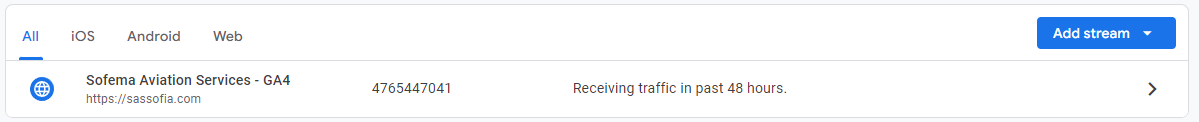 All iOS Android Web Add stream
Sofema Aviation Services - GA4
https://sassofia.com
4765447041
Receiving traffic in past 48 hours.